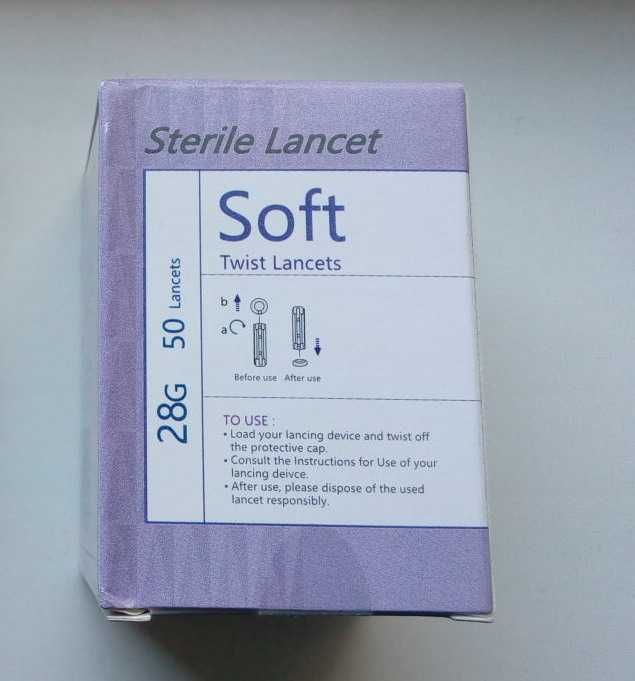 Sterile Lancet
28G 50 Lancets
Soft
Twist Lancets
b
a
Before use After use
TO USE :
• Load your lancing device and twist off
the protective cap.
• Consult the Instructions for Use of your
lancing deivce.
• After use, please dispose of the used
lancet responsibly.